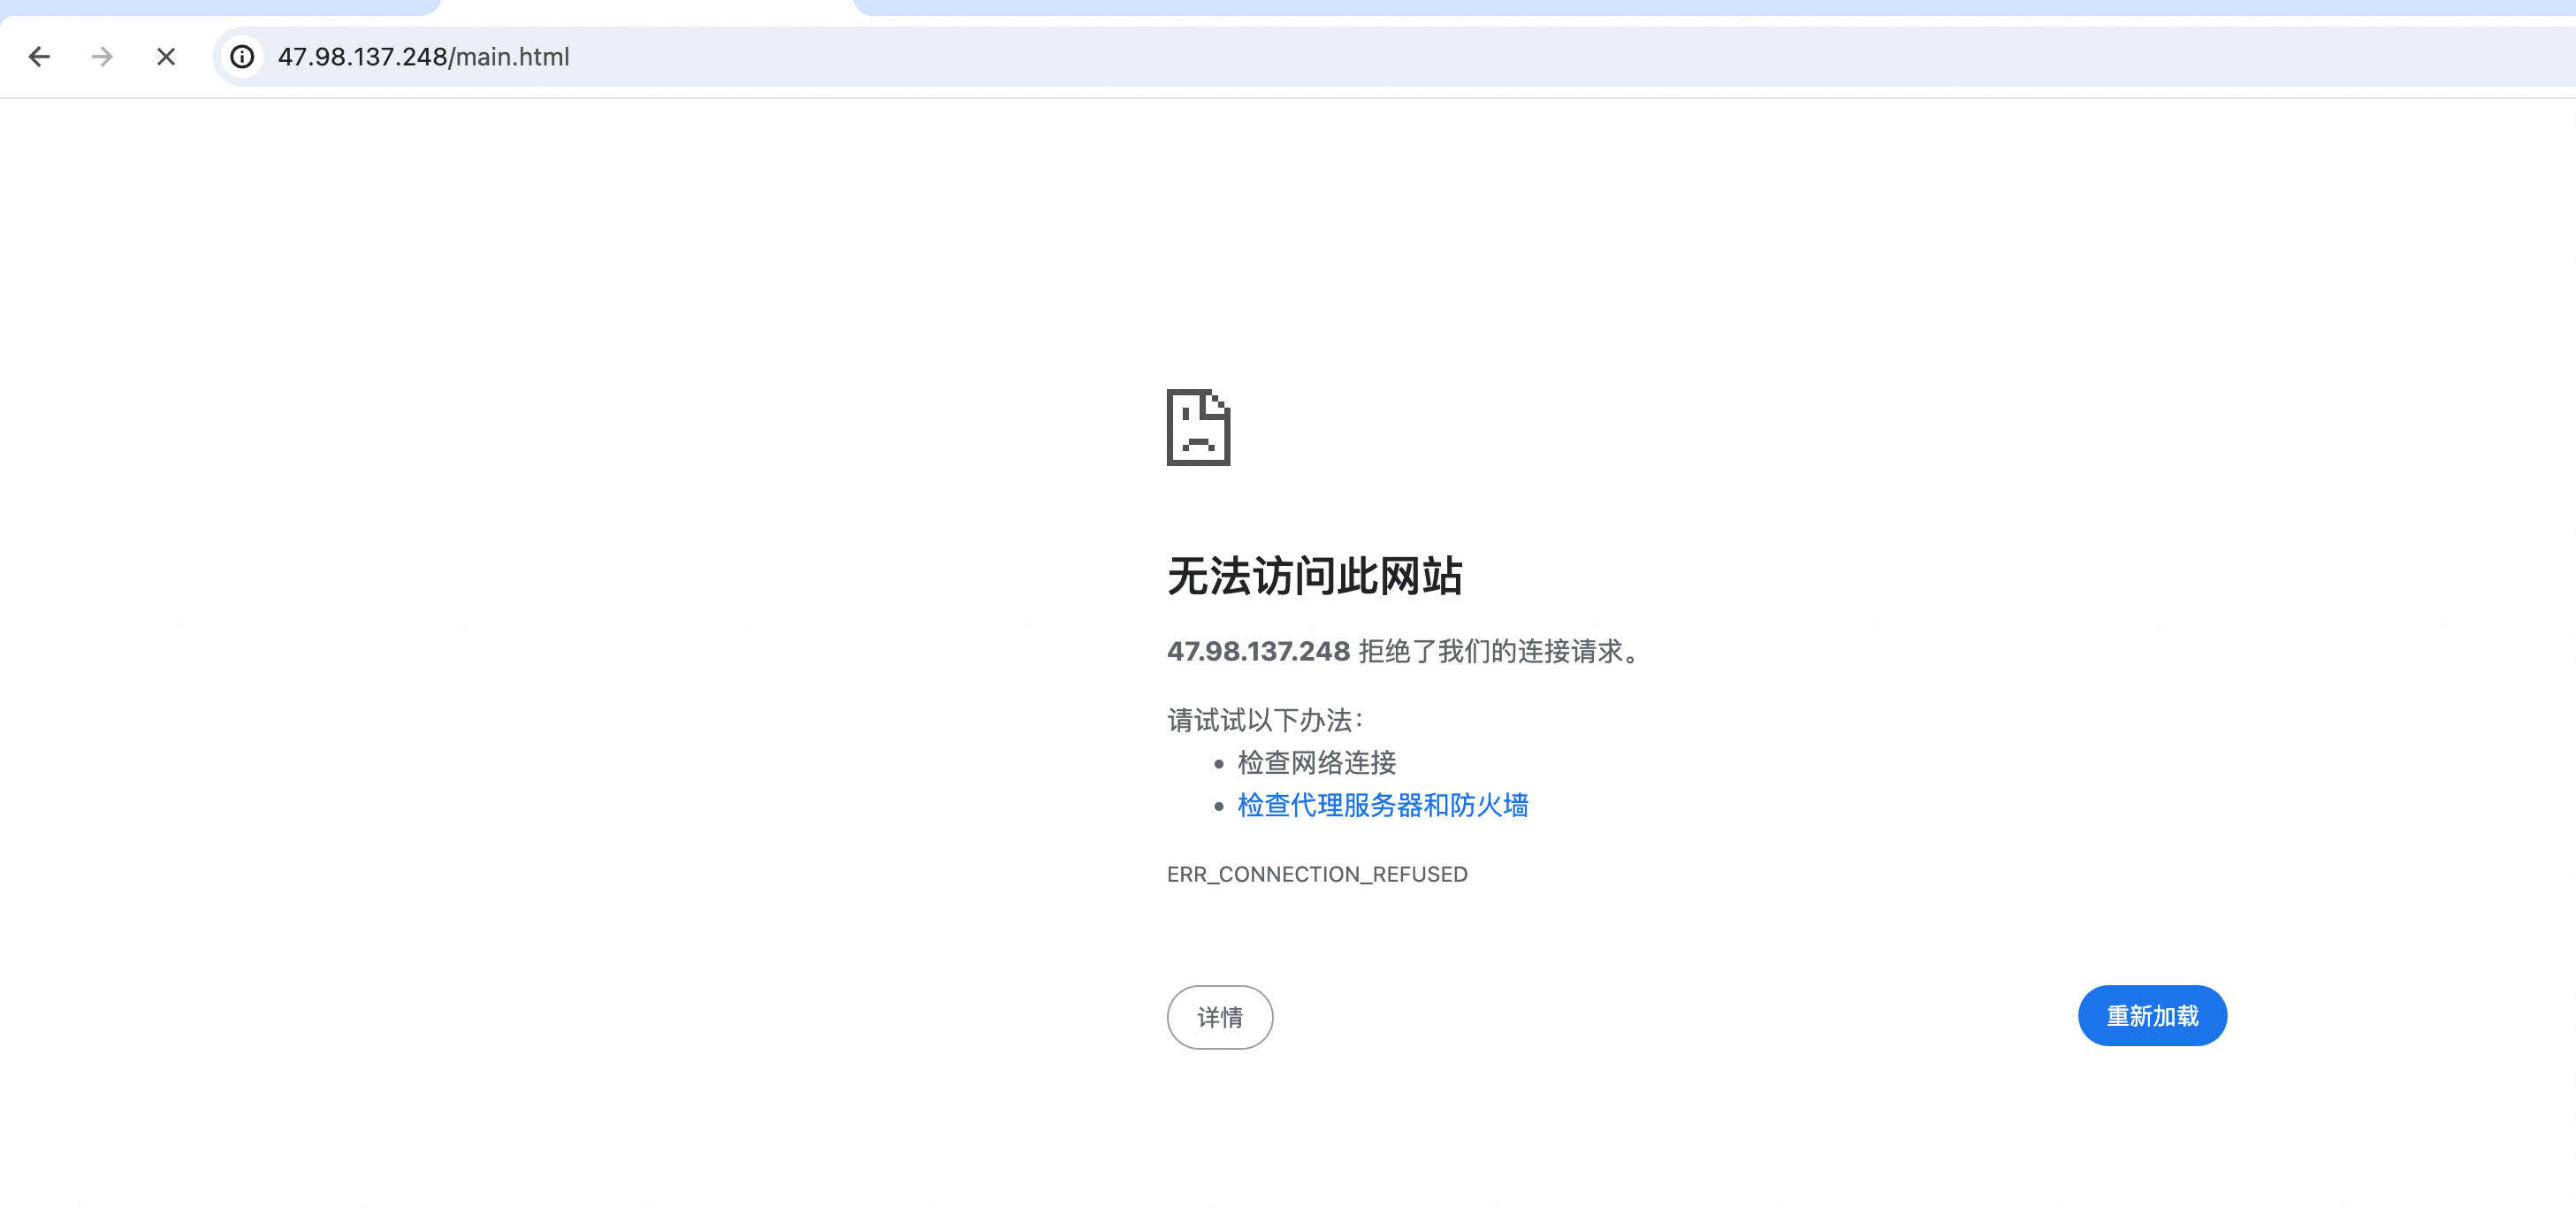 47.98.137.248/main.html
无法访问此网站
47.98.137.248 拒绝了我们的连接请求。
请试试以下办法：
检查网络连接
检查代理服务器和防火墙
ERR_CONNECTION_REFUSED
详情
重新加载